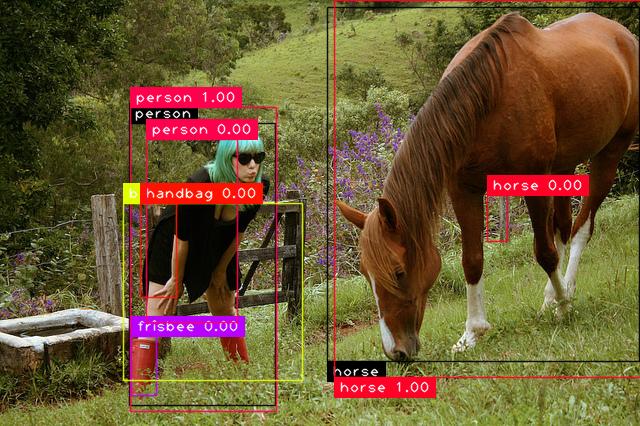 person 1.00
person
person 0.00
b
handbag 0.00
horse 0.00
frisbee 0.00
horse
horse 1.00